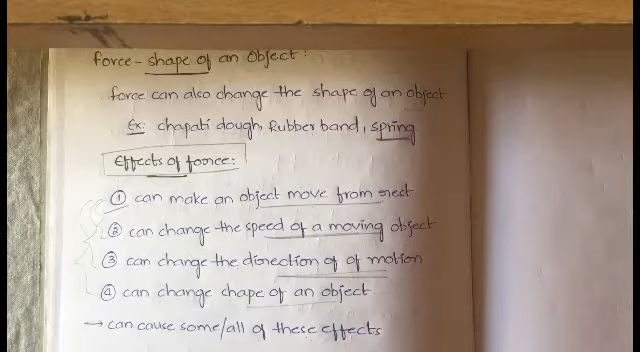 force - shape of an object:
force can also change the shape of an object
Ex: chapati dough, Rubber band, spring
Effects of force:
① can make an object move from rest
② can change the speed of a moving object
③ can change the direction of of motion
④ can change chape of an object
→ can cause some/all of these effects